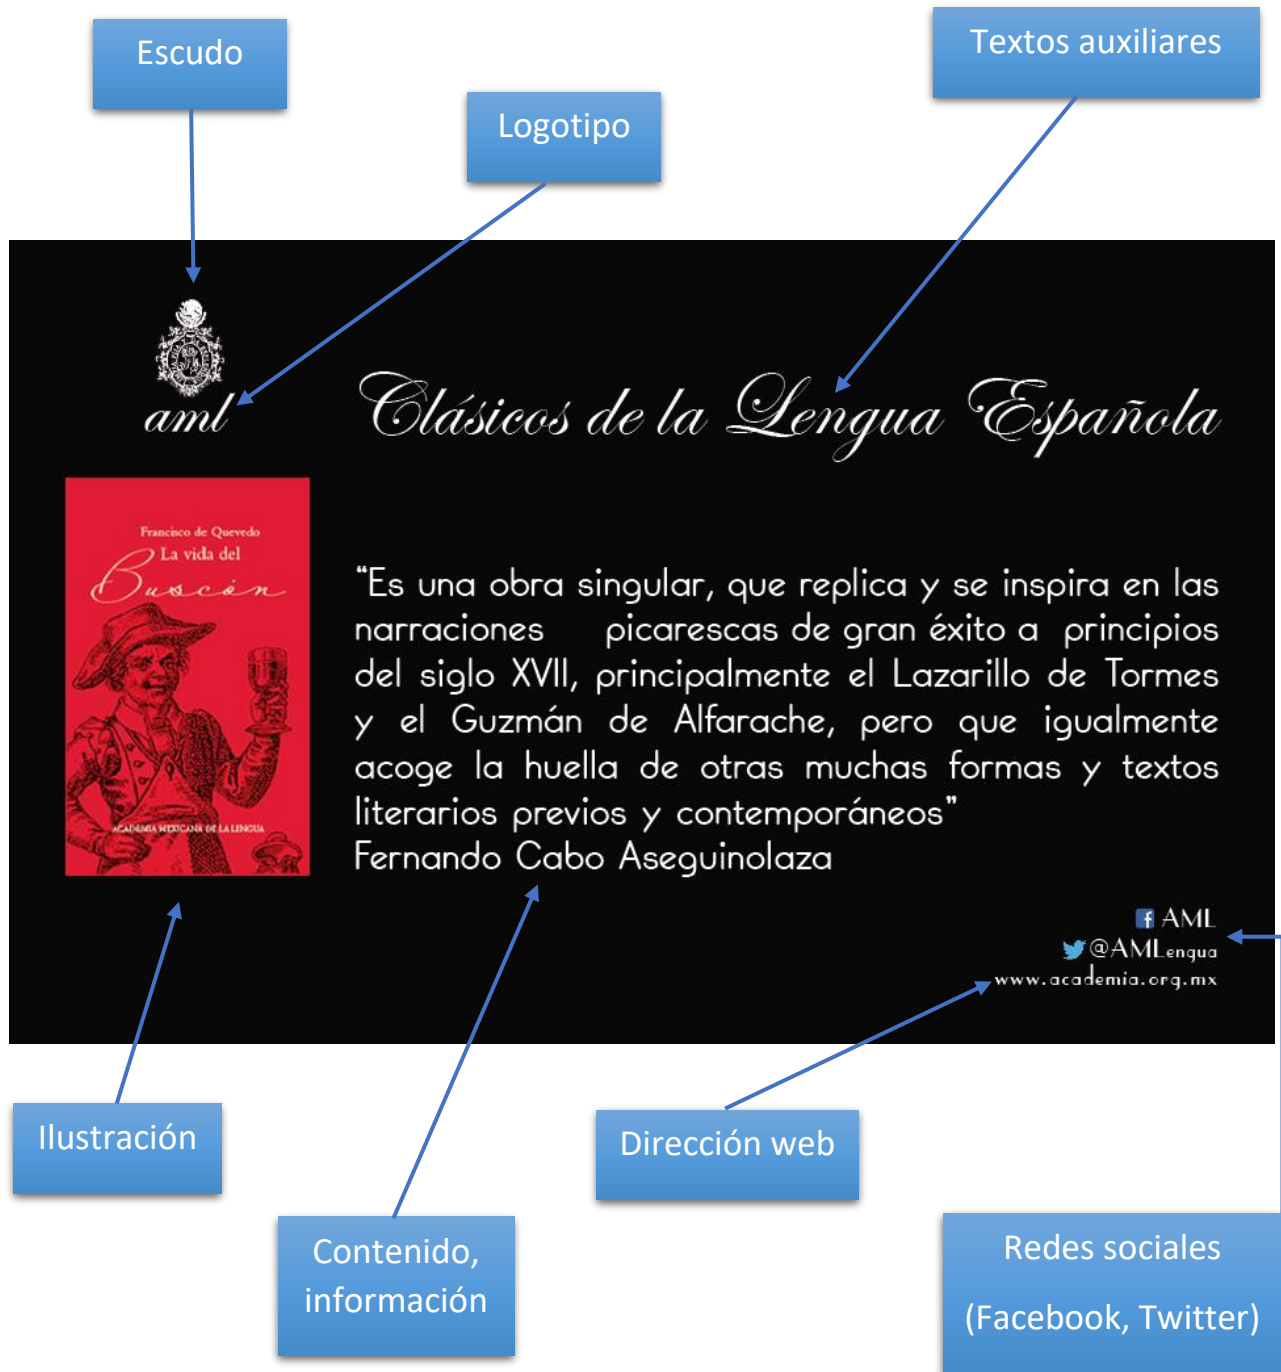 Escudo
Textos auxiliares
Logotipo
aml
Clásicos de la Lengua Española
Francisco de Quevedo
La vida del
Buscón
ACADEMIA MEXICANA DE LA LENGUA
“Es una obra singular, que replica y se inspira en las
narraciones picarescas de gran éxito a principios
del siglo XVII, principalmente el Lazarillo de Tormes
y el Guzmán de Alfarache, pero que igualmente
acoge la huella de otras muchas formas y textos
literarios previos y contemporáneos”
Fernando Cabo Aseguinolaza
AML
@AMLengua
www.academia.org.mx
Ilustración
Dirección web
Contenido,
información
Redes sociales
(Facebook, Twitter)